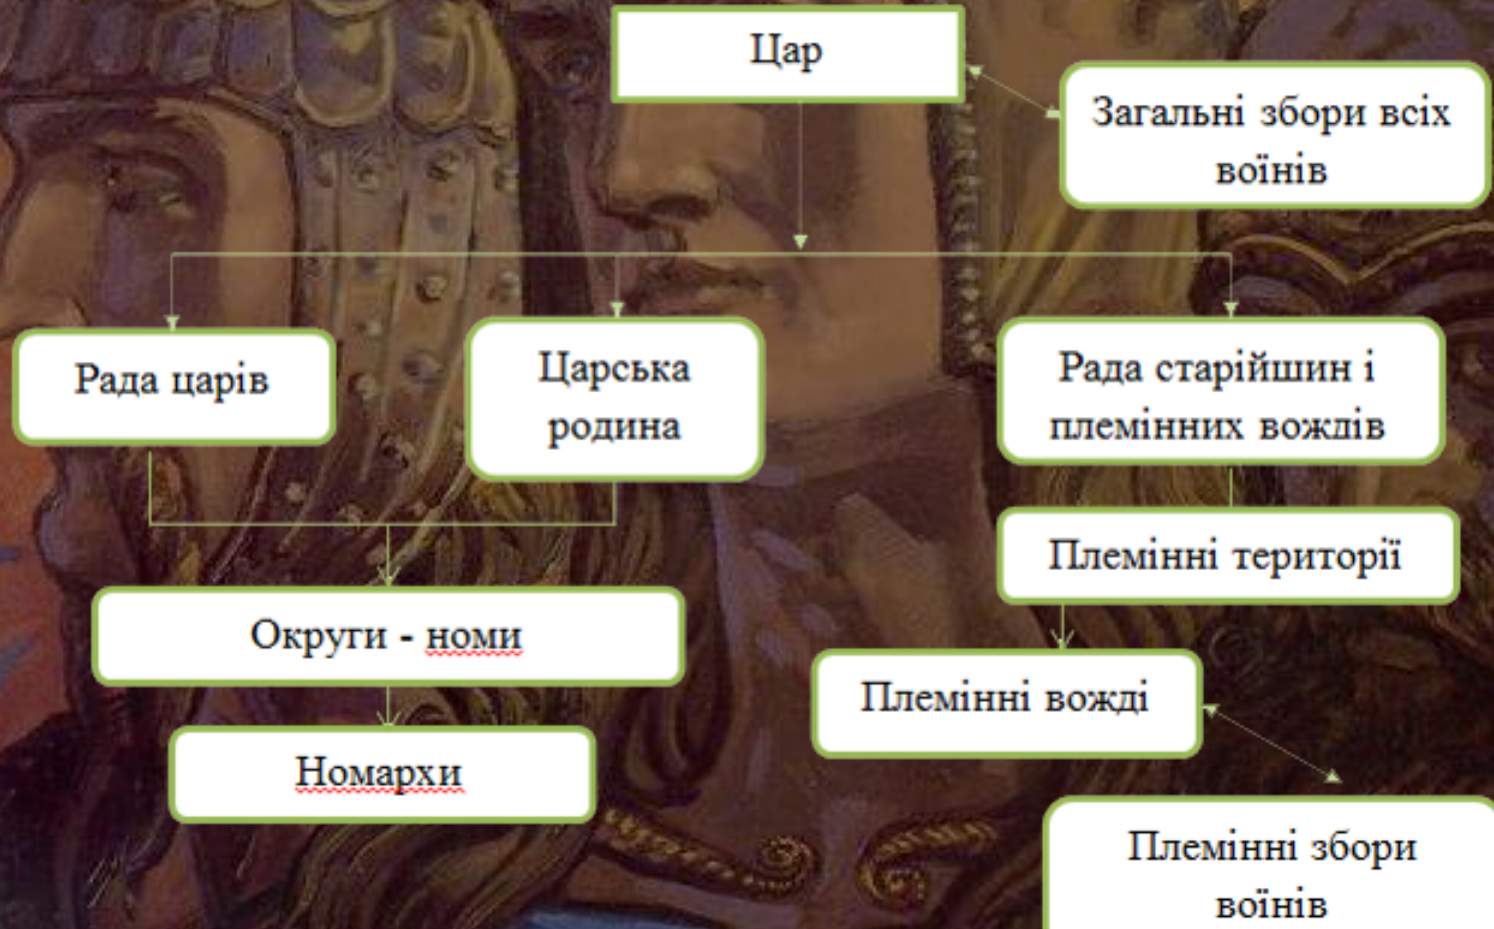 Цар
Загальні збори всіх
воїнів
Рада царів
Царська
родина
Рада старійшин і
племінних вождів
Племінні території
Округи - номи
Племінні вожді
Номархи
Племінні збори
воїнів